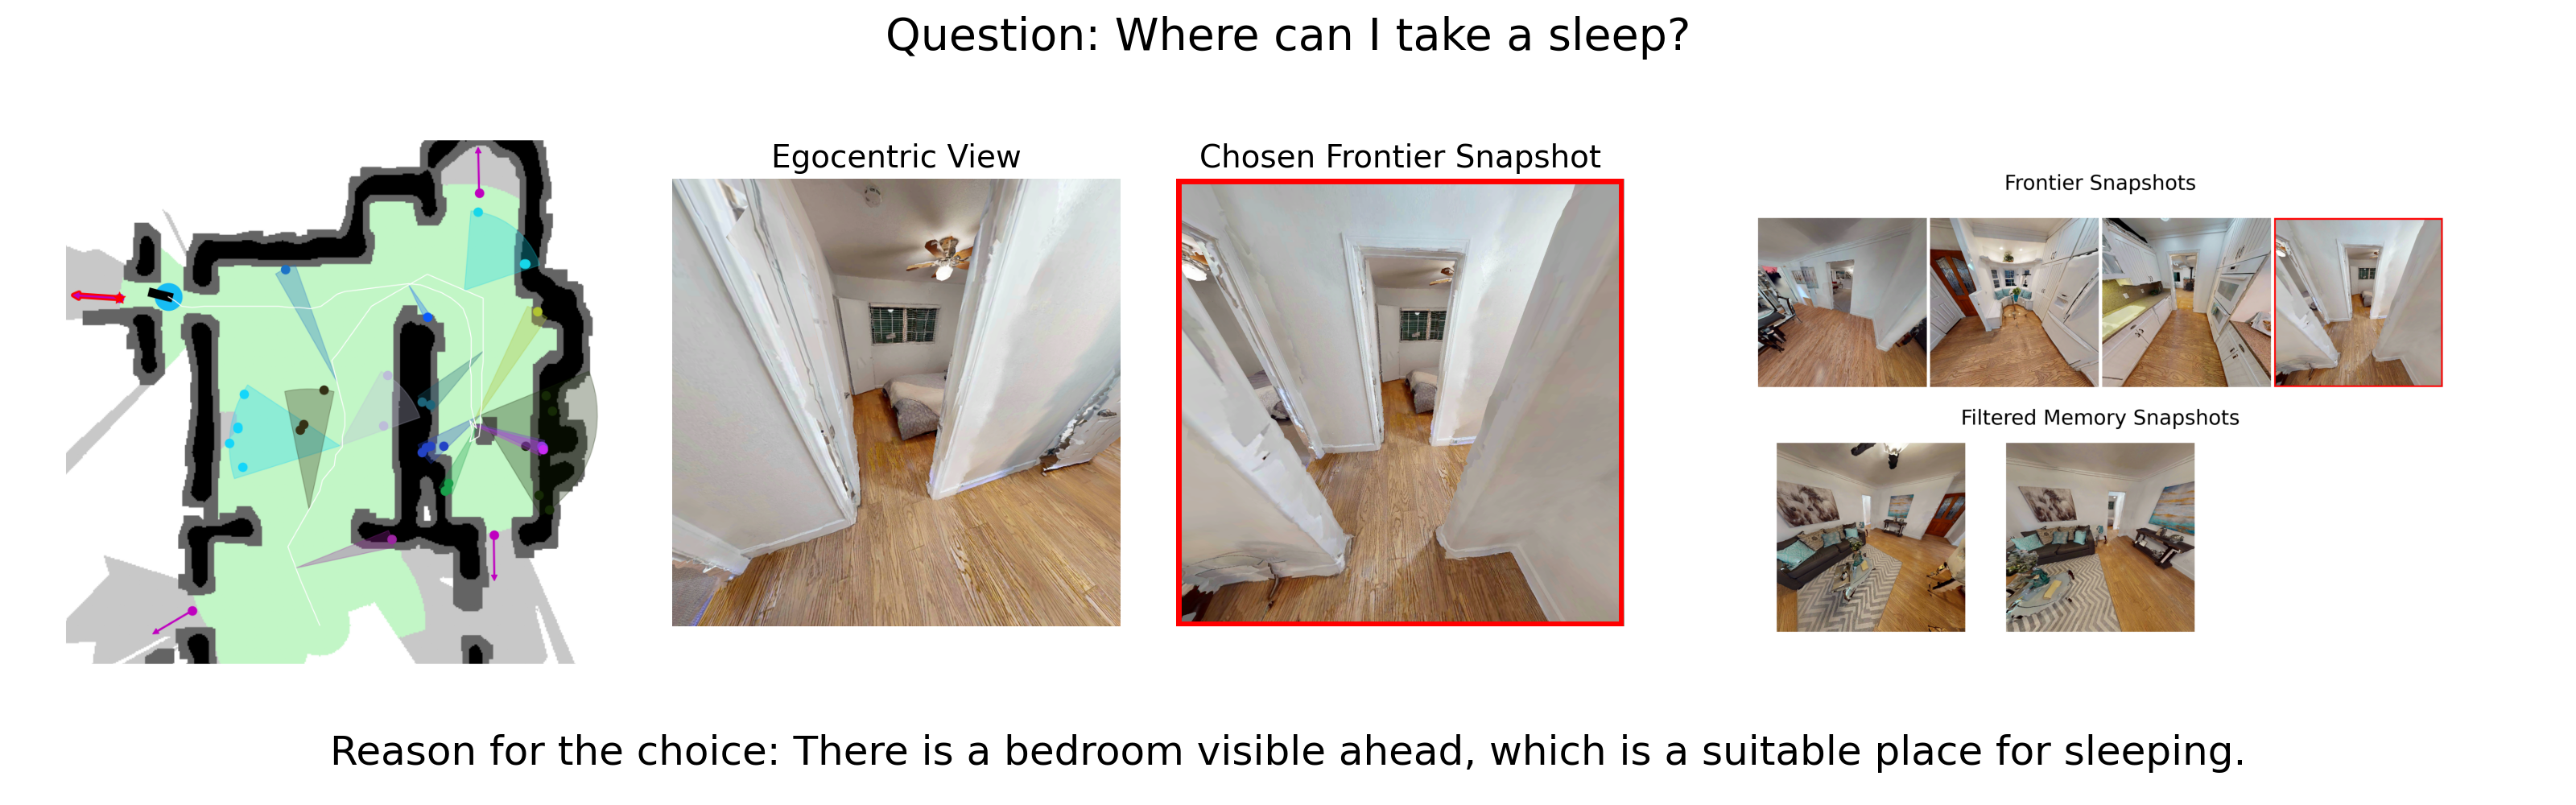 Question: Where can I take a sleep?
Egocentric View
Chosen Frontier Snapshot
Frontier Snapshots
Filtered Memory Snapshots
Reason for the choice: There is a bedroom visible ahead, which is a suitable place for sleeping.